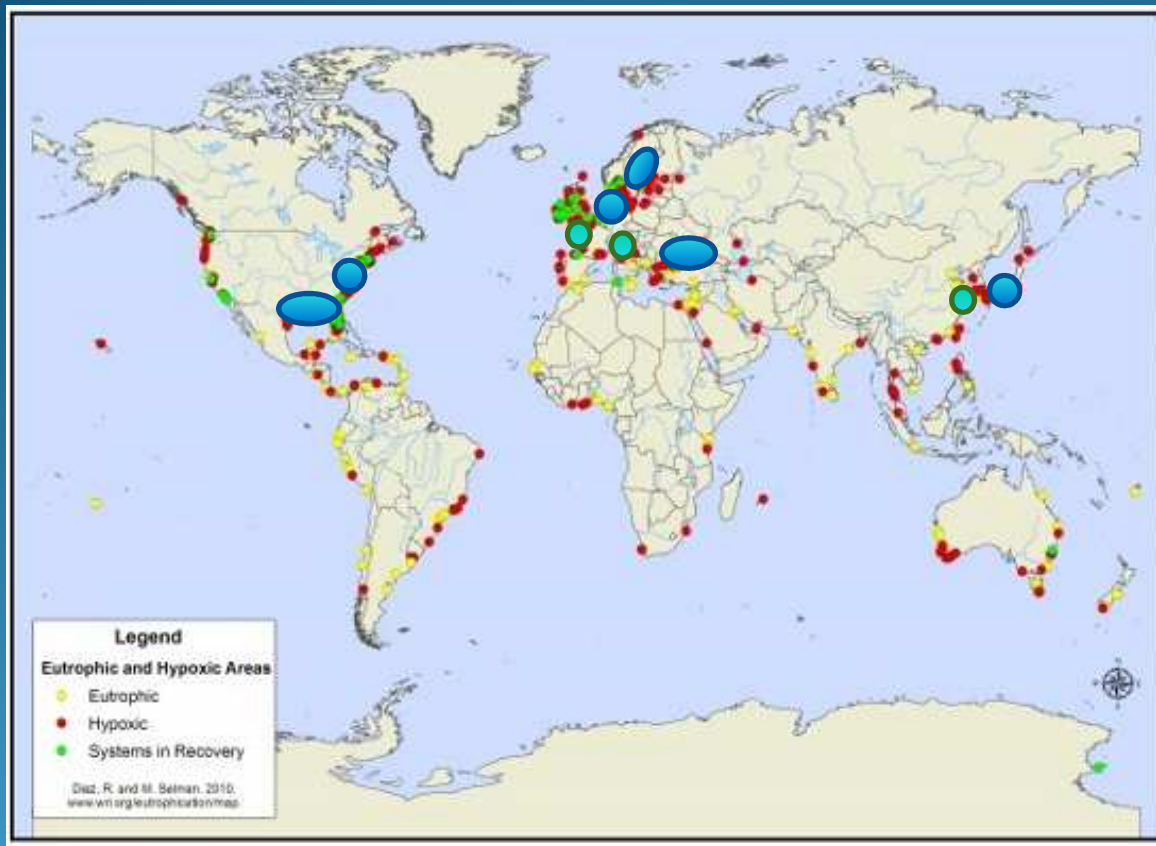 Legend
Eutrophic and Hypoxic Areas
Eutrophic
Hypoxic
Systems in Recovery
Diaz, R. and M. Selman, 2010.
www.wri.org/eutrophication/map